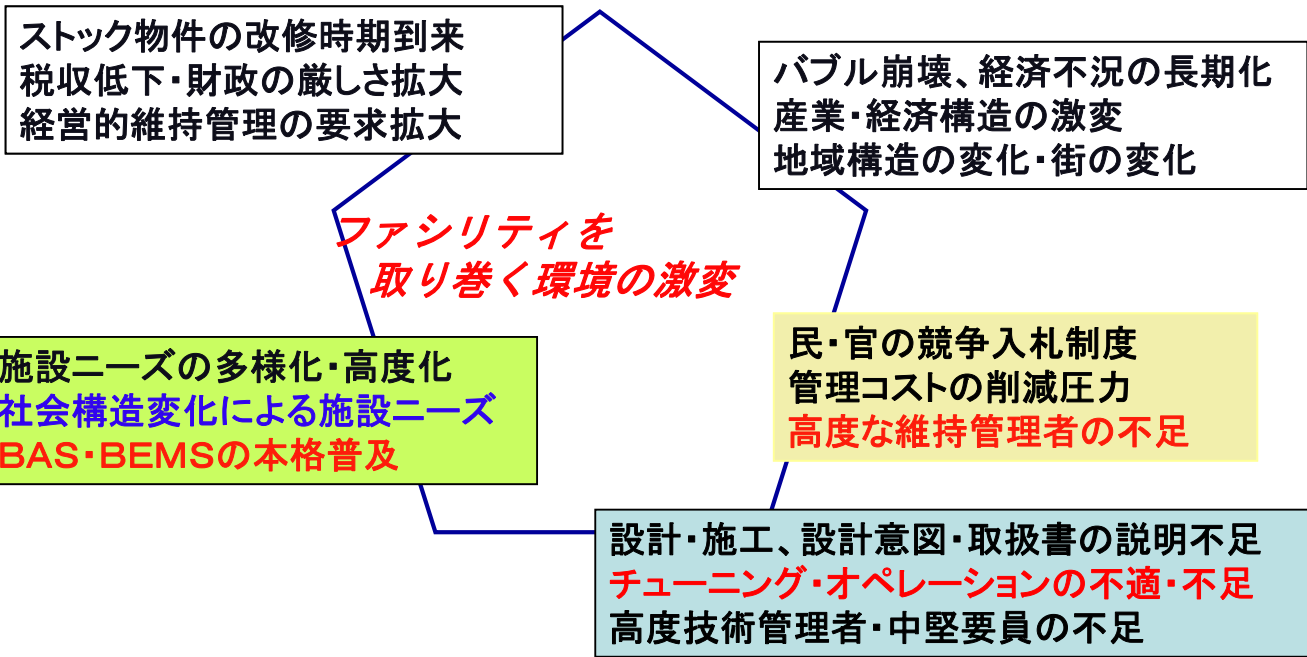 ストック物件の改修時期到来
税収低下・財政の厳しさ拡大
経営的維持管理の要求拡大
バブル崩壊、経済不況の長期化
産業・経済構造の激変
地域構造の変化・街の変化
ファシリティを
取り巻く環境の激変
施設ニーズの多様化・高度化
社会構造変化による施設ニーズ
BAS・BEMSの本格普及
民・官の競争入札制度
管理コストの削減圧力
高度な維持管理者の不足
設計・施工、設計意図・取扱書の説明不足
チューニング・オペレーションの不適・不足
高度技術管理者・中堅要員の不足